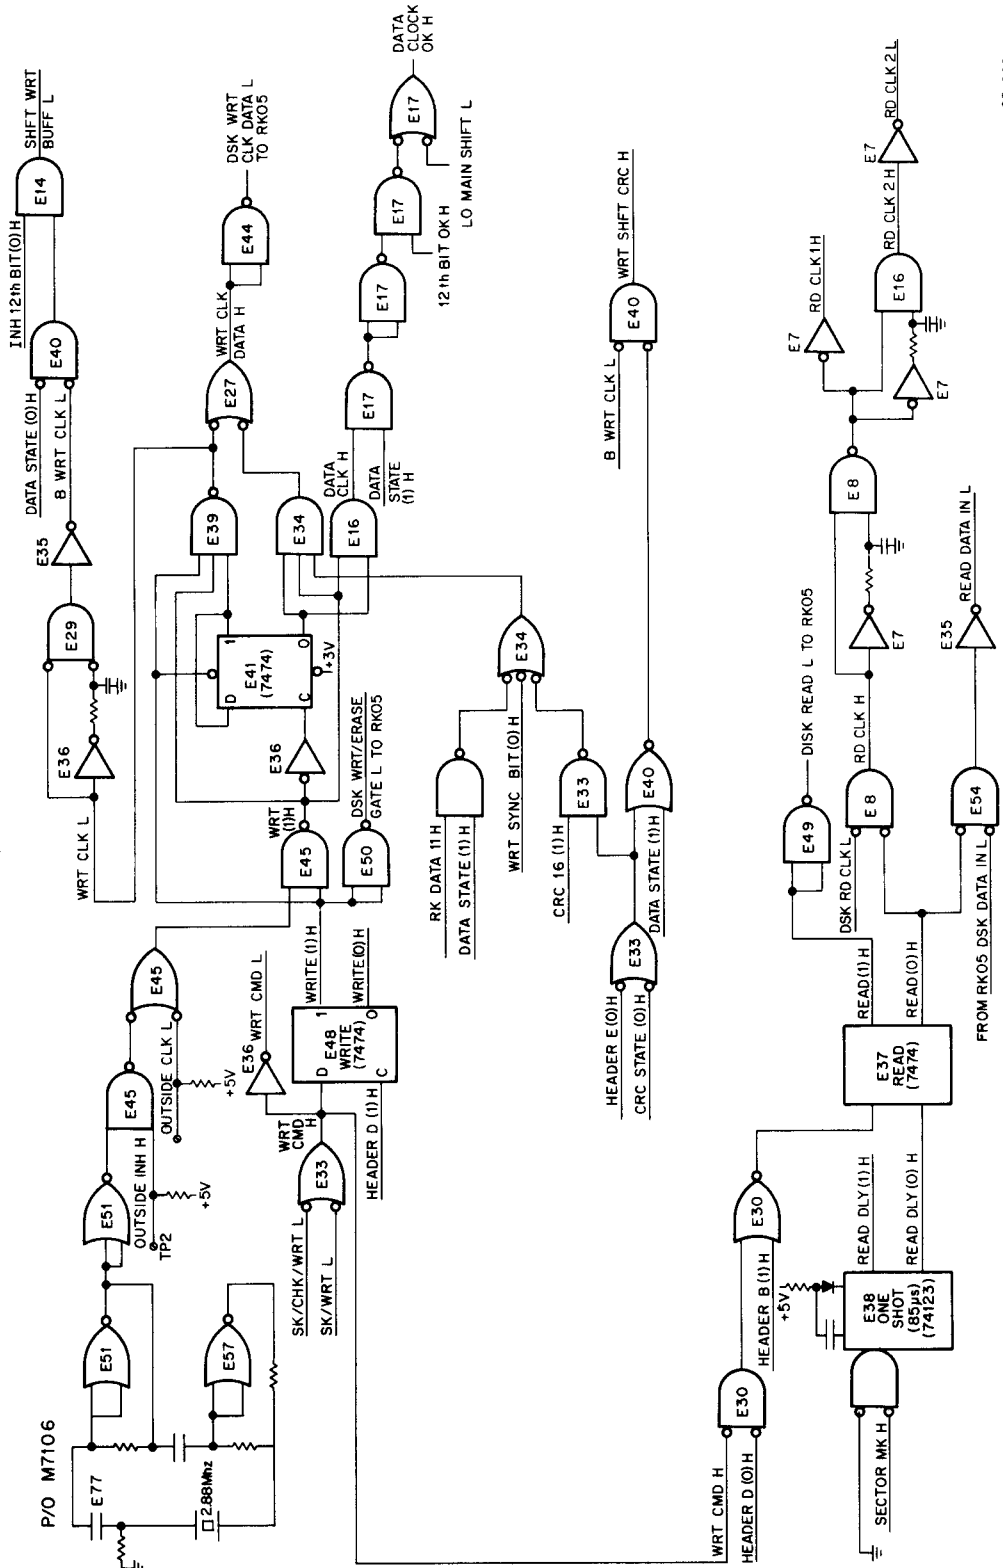 P/O M7106
E77
2.88Mhz
E51
E57
E51
OUTSIDE INH H
TP2
+5V
E45
OUTSIDE CLK L
+5V
E45
SK/CHK/WRT L
SK/WRT L
E33
WRT
CMD
H
E36
WRT CMD L
HEADER D (1) H
D
C
E48
WRITE
(7474)
1
0
WRITE (1) H
WRITE(0)H
E45
E50
WRT
(1)H
DSK WRT/ERASE
GATE L TO RK05
E36
D
C
E41
(7474)
1
0
+3V
WRT CLK L
E36
E29
E35
B WRT CLK L
DATA STATE (0) H
E40
INH 12th BIT(0) H
E14
SHFT WRT
BUFF L
E39
E34
E16
E27
WRT CLK
DATA H
E44
DSK WRT
CLK DATA L
TO RK05
DATA
CLK H
DATA
STATE
(1) H
E17
E17
12th BIT OK H
E17
LO MAIN SHIFT L
E17
DATA
CLOCK
OK H
RK DATA 11 H
DATA STATE (1) H
WRT SYNC BIT (0) H
E34
CRC 16 (1) H
E33
HEADER E (0) H
CRC STATE (0) H
E33
DATA STATE (1) H
E40
B WRT CLK L
E40
WRT SHFT CRC H
WRT CMD H
HEADER D (0) H
E30
HEADER B (1) H
E30
SECTOR MK H
+5V
E38
ONE
SHOT
(85µs)
(74123)
READ DLY (1) H
READ DLY (0) H
E37
READ
(7474)
READ(1) H
READ(0) H
E49
DISK READ L TO RK05
DSK RD CLK L
E8
RD CLK H
FROM RK05 DSK DATA IN L
E54
E35
READ DATA IN L
E7
E8
E7
RD CLK1 H
E7
E16
RD CLK 2 H
E7
RD CLK 2 L